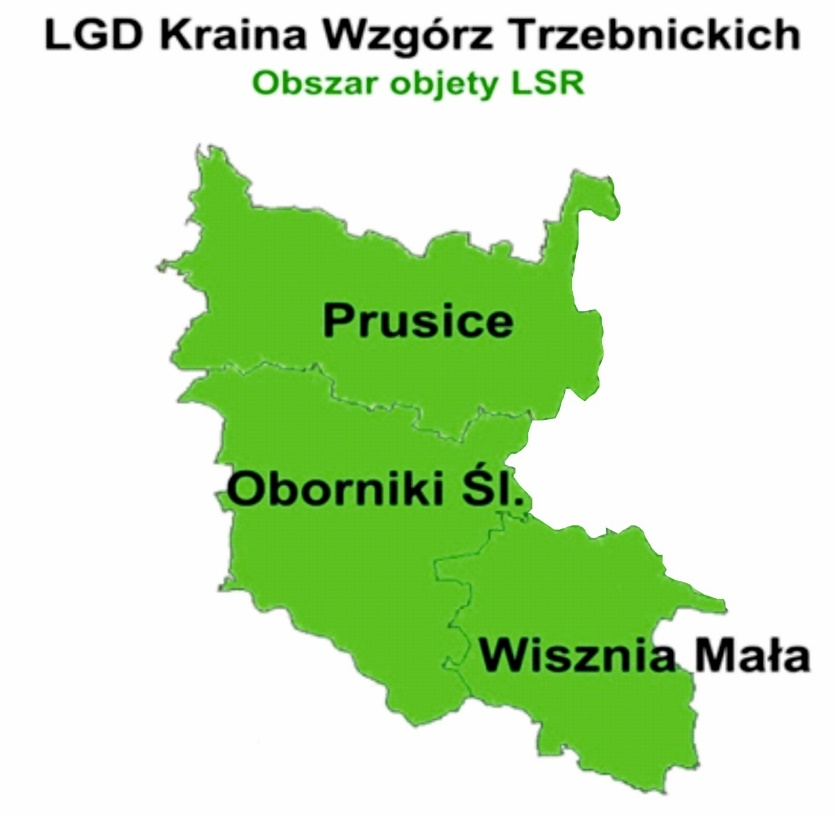 LGD Kraina Wzgórz Trzebnickich
Obszar objety LSR
Prusice
Oborniki Śl.
Wisznia Mała